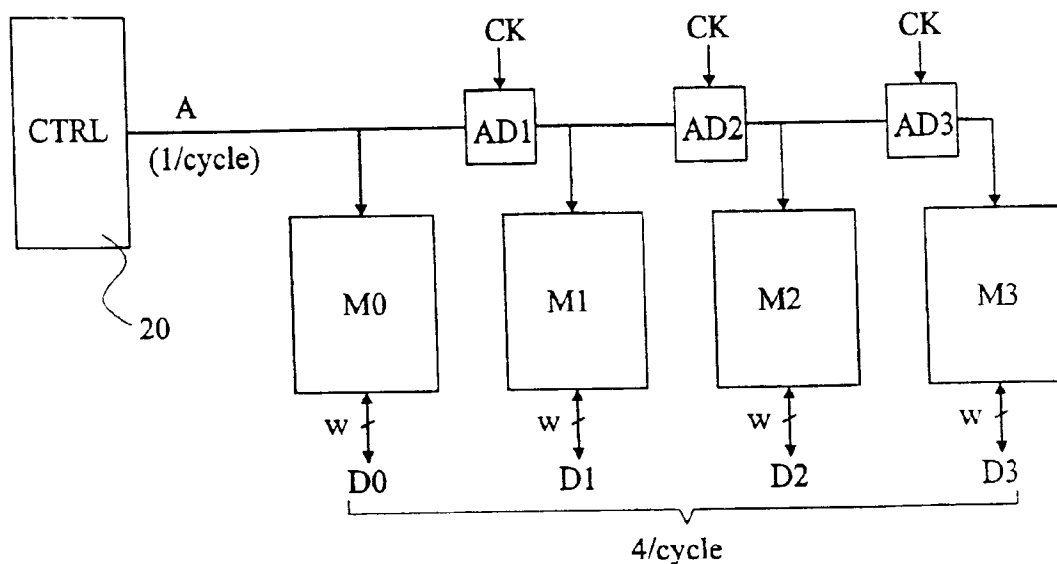 CK CK CK
CTRL A AD1 AD2 AD3
(1/cycle)
M0 M1 M2 M3
20
w w w w
D0 D1 D2 D3
4/cycle